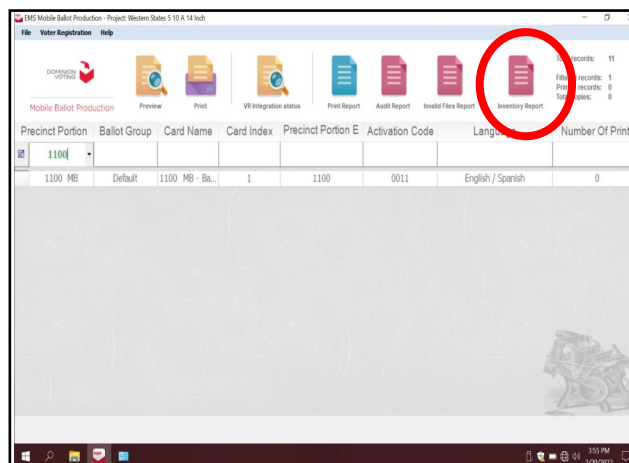 EMS Mobile Ballot Production - Project: Western States 5 10 A 14 Inch
File Voter Registration Help
DOMINION
VOTING
Mobile Ballot Production
Preview
Print
VR Integration status
Print Report
Audit Report
Invalid Files Report
Inventory Report
records: 11
records: 1
records: 0
copies: 0
Precinct Portion Ballot Group Card Name Card Index Precinct Portion E Activation Code Language Number Of Print
1100
1100 MB Default 1100 MB - Ba... 1 1100 0011 English / Spanish 0
3:55 PM